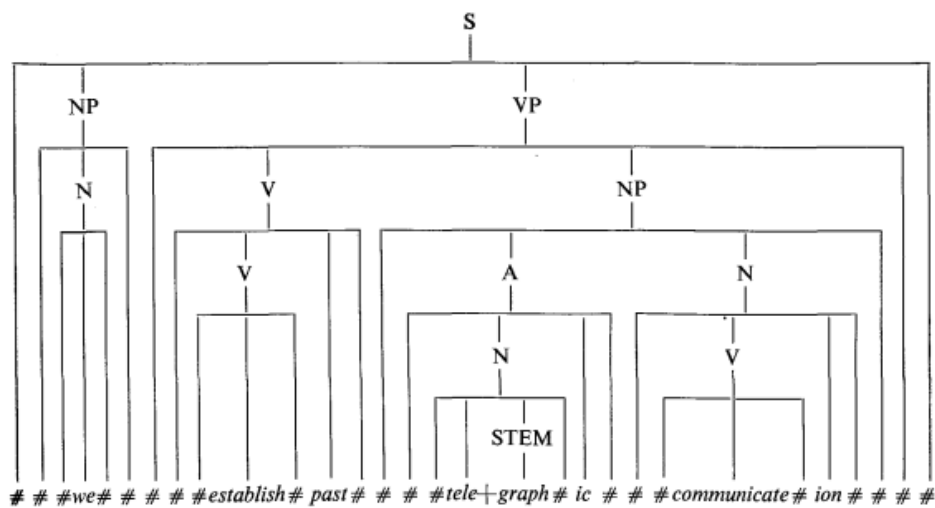 S
NP VP
N V NP
V A N
N V
STEM
# # #we# # # # #establish# past# # # #tele+graph# ic # # #communicate# ion# # # #